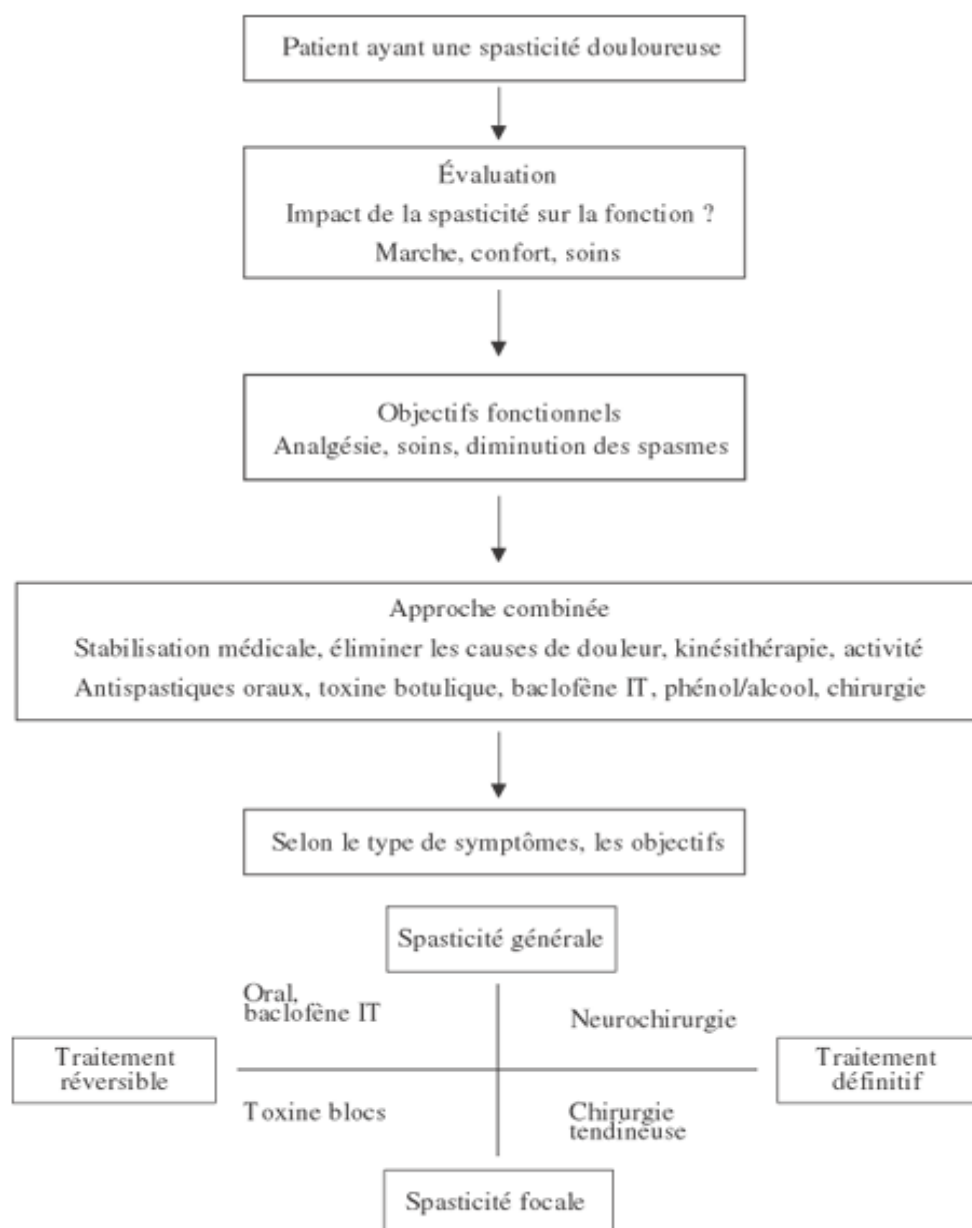 Patient ayant une spasticité douloureuse
Évaluation
Impact de la spasticité sur la fonction ?
Marche, confort, soins
Objectifs fonctionnels
Analgésie, soins, diminution des spasmes
Approche combinée
Stabilisation médicale, éliminer les causes de douleur, kinésithérapie, activité
Antispastiques oraux, toxine botulique, baclofène IT, phénol/alcool, chirurgie
Selon le type de symptômes, les objectifs
Spasticité générale
Oral,
baclofène IT
Neurochirurgie
Traitement
réversible
Traitement
définitif
Toxine blocs
Chirurgie
tendineuse
Spasticité focale